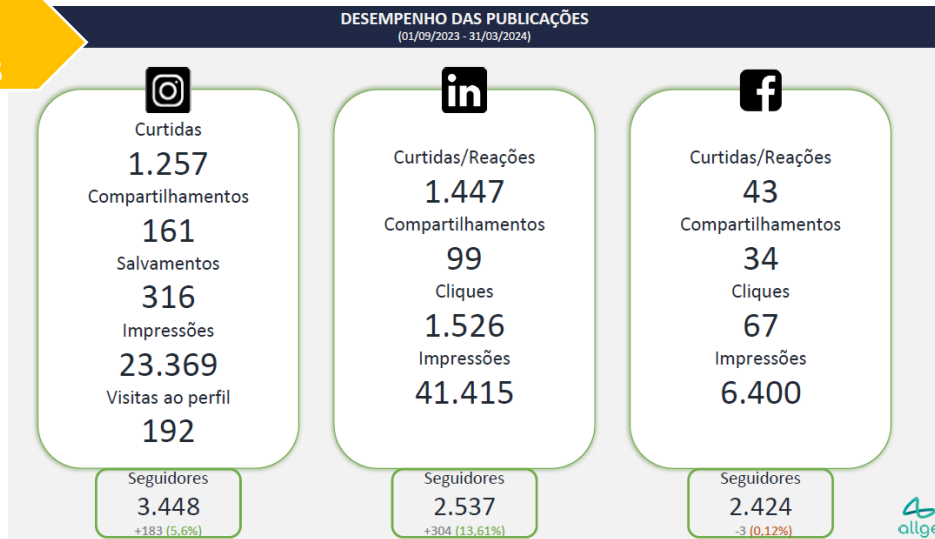 DESEMPENHO DAS PUBLICAÇÕES
(01/09/2023 - 31/03/2024)
Curtidas
1.257
Compartilhamentos
161
Salvamentos
316
Impressões
23.369
Visitas ao perfil
192
Seguidores
3.448
+183 (5,6%)
in
Curtidas/Reações
1.447
Compartilhamentos
99
Cliques
1.526
Impressões
41.415
Seguidores
2.537
+304 (13,61%)
f
Curtidas/Reações
43
Compartilhamentos
34
Cliques
67
Impressões
6.400
Seguidores
2.424
-3 (0,12%)
allge